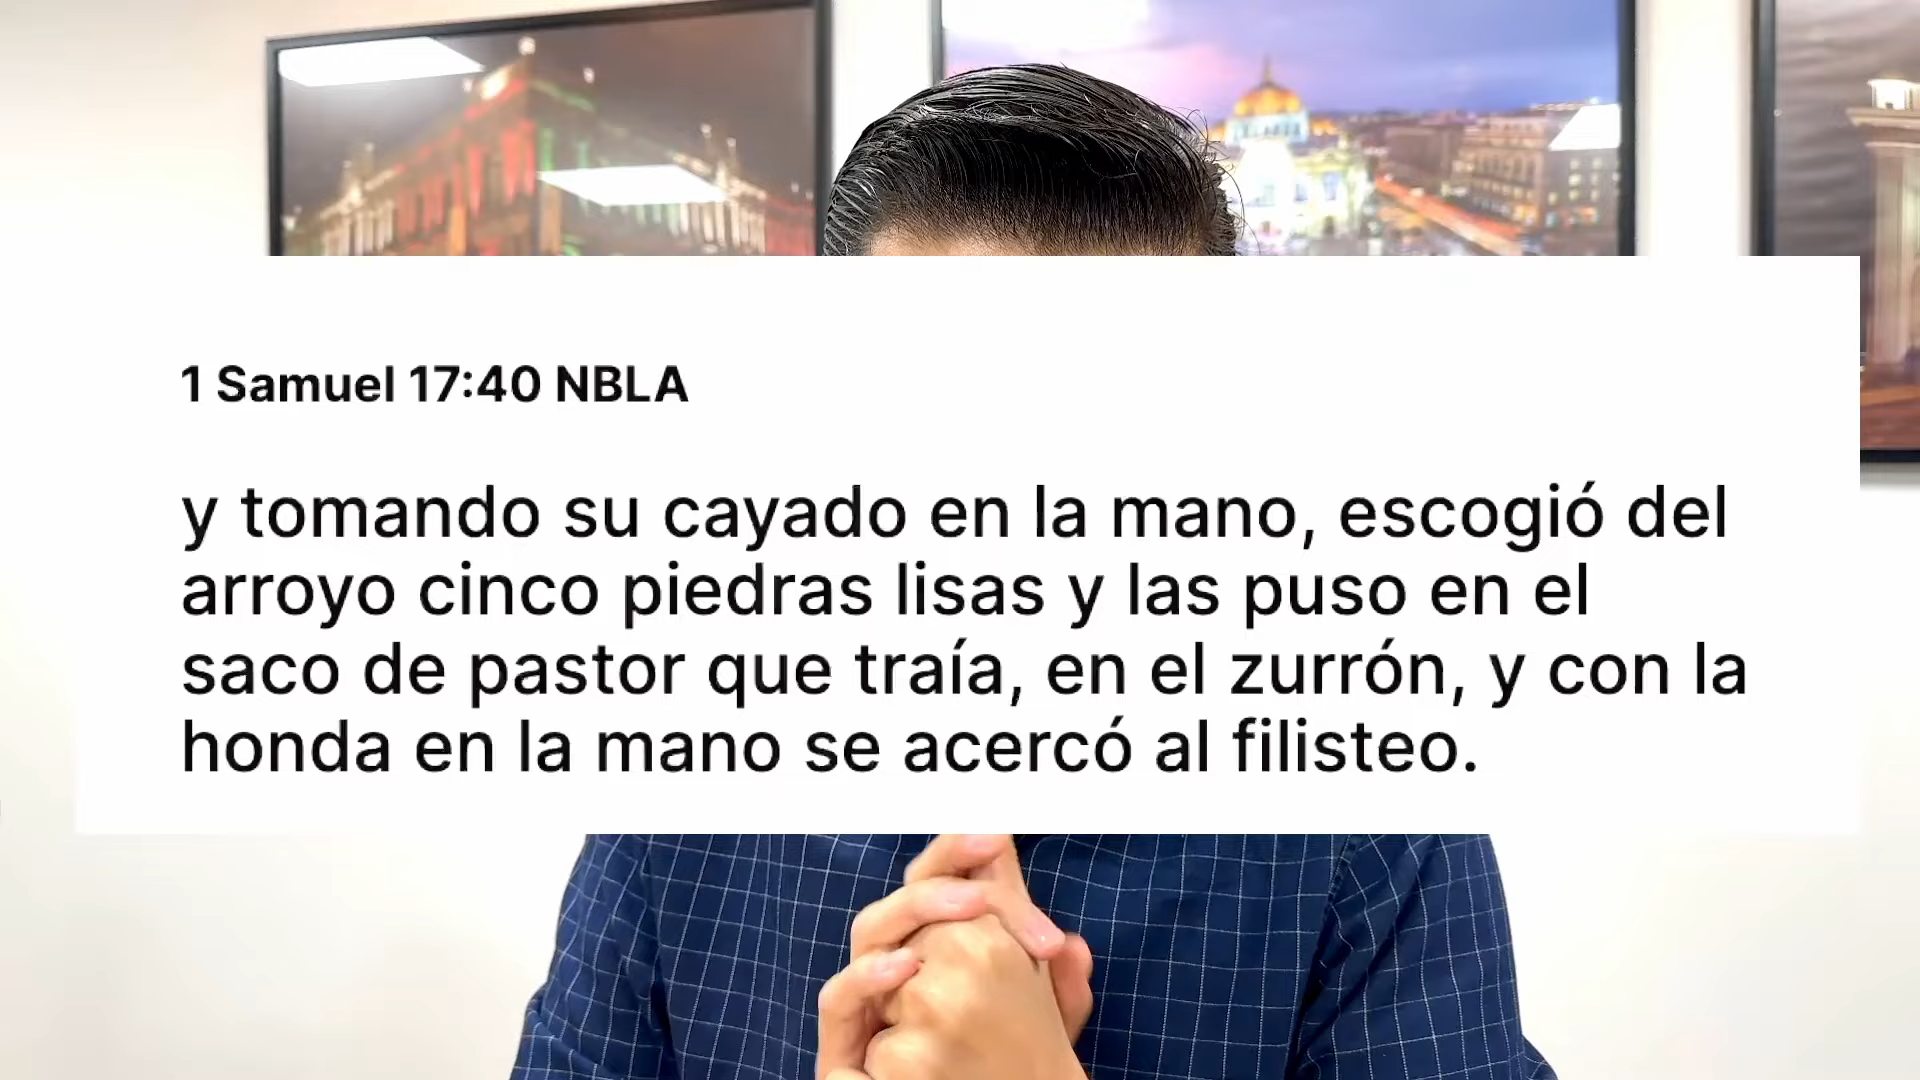 1 Samuel 17:40 NBLA
y tomando su cayado en la mano, escogió del
arroyo cinco piedras lisas y las puso en el
saco de pastor que traía, en el zurrón, y con la
honda en la mano se acercó al filisteo.